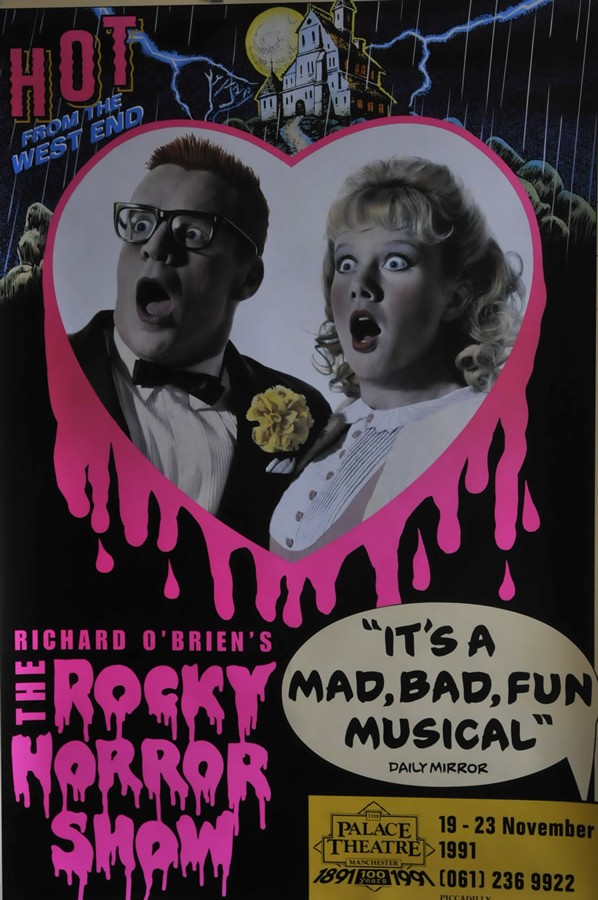 HOT
FROM THE
WEST END
RICHARD O'BRIEN'S
THE
ROCKY
HORROR
SHOW
"IT'S A
MAD, BAD, FUN
MUSICAL"
DAILY MIRROR
THE
PALACE
THEATRE
MANCHESTER
1891 100 years 1991
19 - 23 November
1991
(061) 236 9922
PICCADILLY